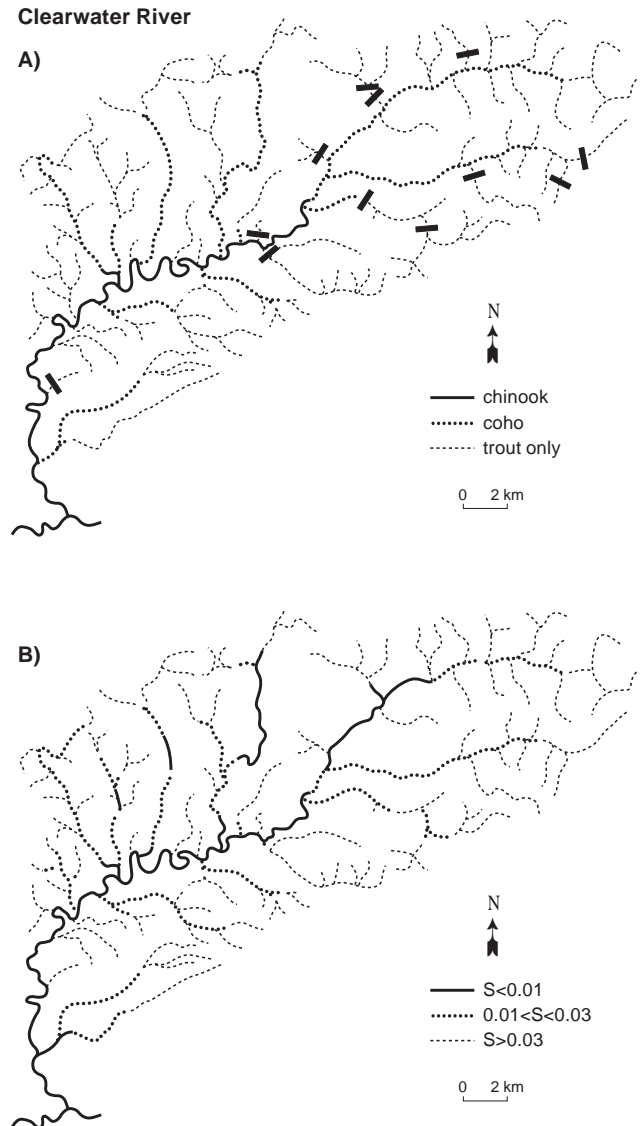 Clearwater River
A)
N
chinook
coho
trout only
0 2 km
B)
N
S<0.01
0.01<S<0.03
S>0.03
0 2 km